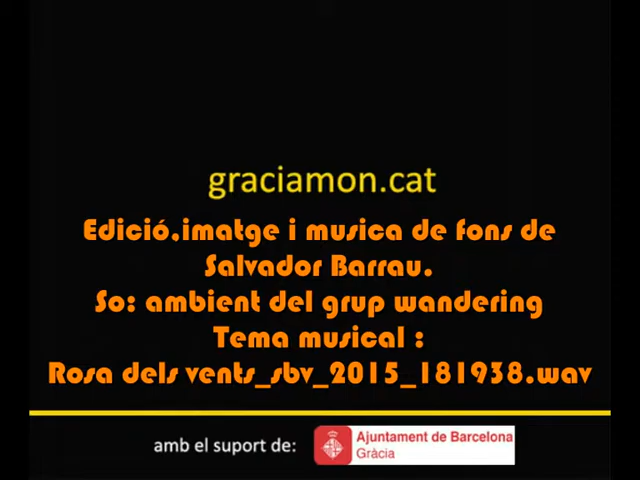 graciamon.cat
Edició,imatge i musica de fons de
Salvador Barrau.
So: ambient del grup wandering
Tema musical :
Rosa dels vents_sbv_2015_181938.wav
amb el suport de:
Ajuntament de Barcelona
Gràcia